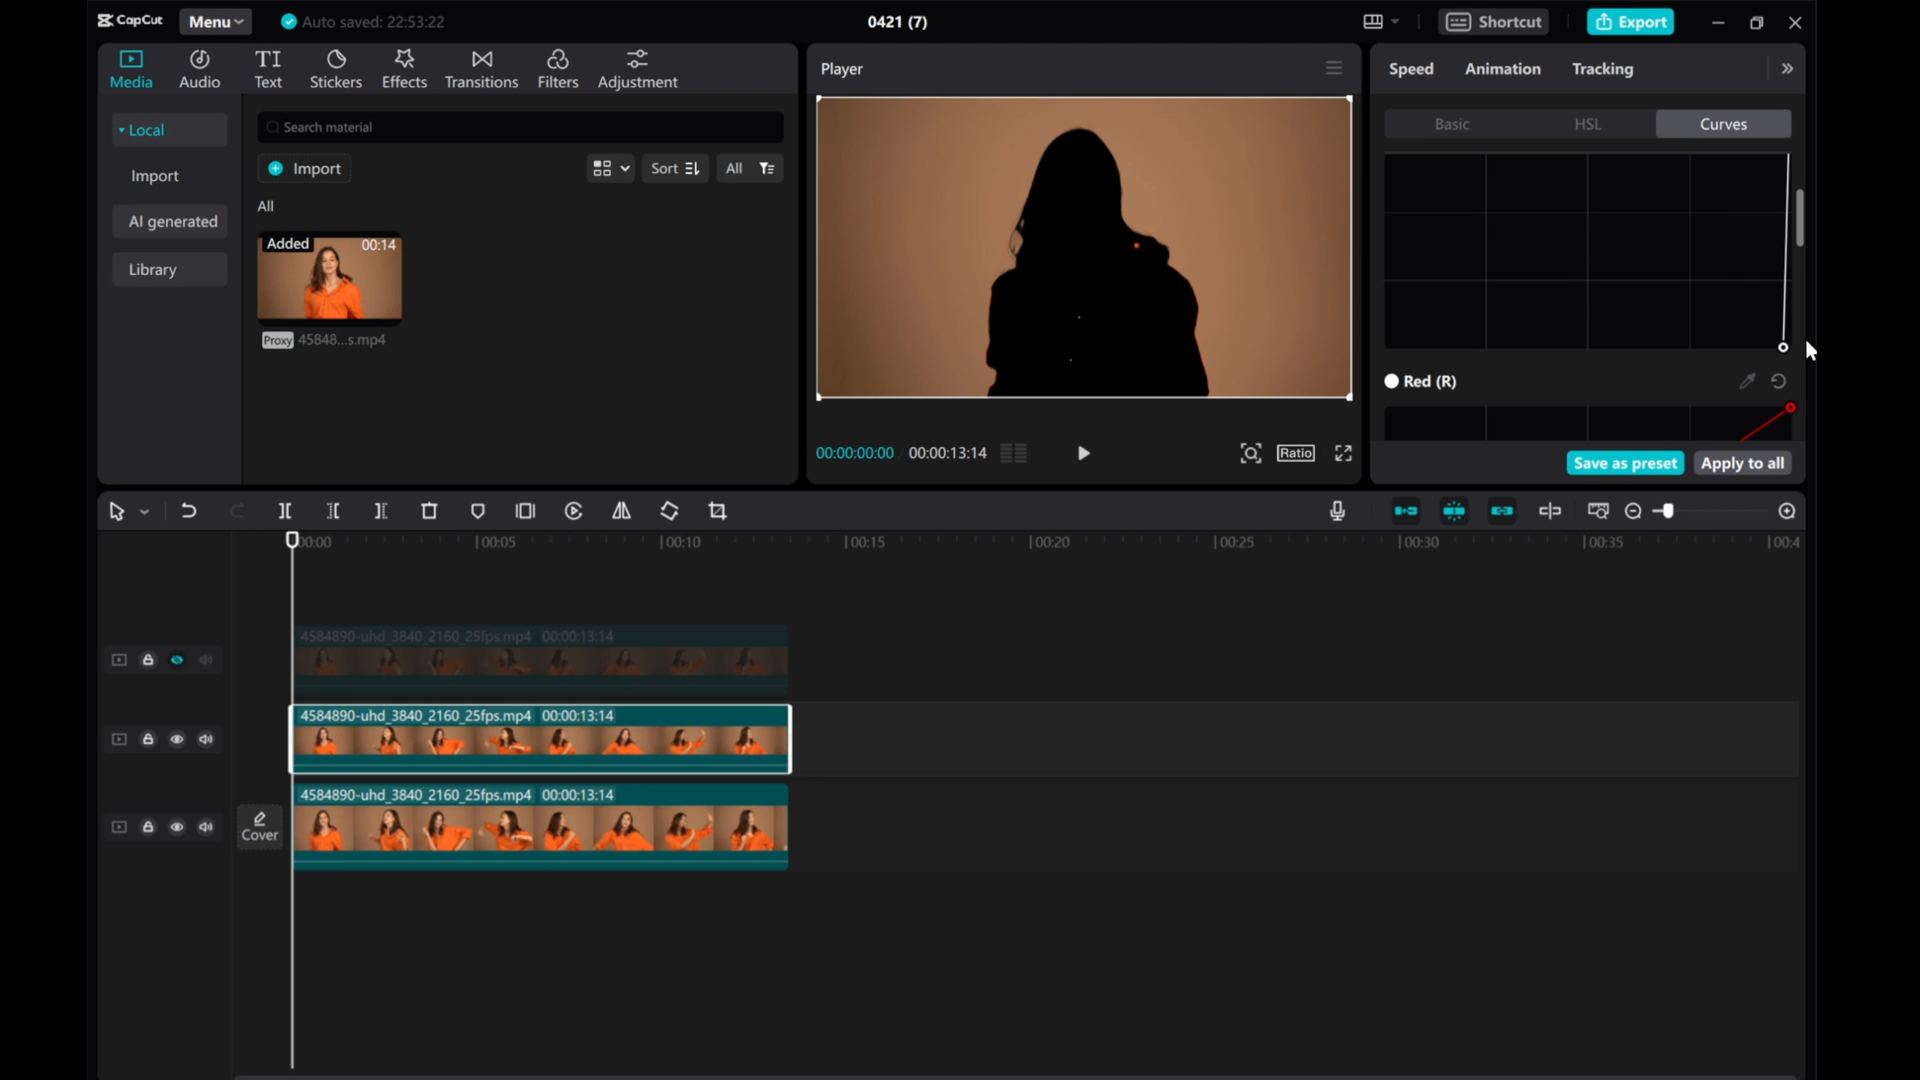 CapCut
Menu
Auto saved: 22:53:22
0421 (7)
Shortcut
Export
Media
Audio
Text
Stickers
Effects
Transitions
Filters
Adjustment
Local
Import
AI generated
Library
Search material
Import
Sort
All
All
Added
00:14
Proxy
45848...s.mp4
Player
00:00:00:00
00:00:13:14
Ratio
Speed
Animation
Tracking
Basic
HSL
Curves
Red (R)
Save as preset
Apply to all
00:00
00:05
00:10
00:15
00:20
00:25
00:30
00:35
00:4
4584890-uhd_3840_2160_25fps.mp4 00:00:13:14
4584890-uhd_3840_2160_25fps.mp4 00:00:13:14
4584890-uhd_3840_2160_25fps.mp4 00:00:13:14
Cover